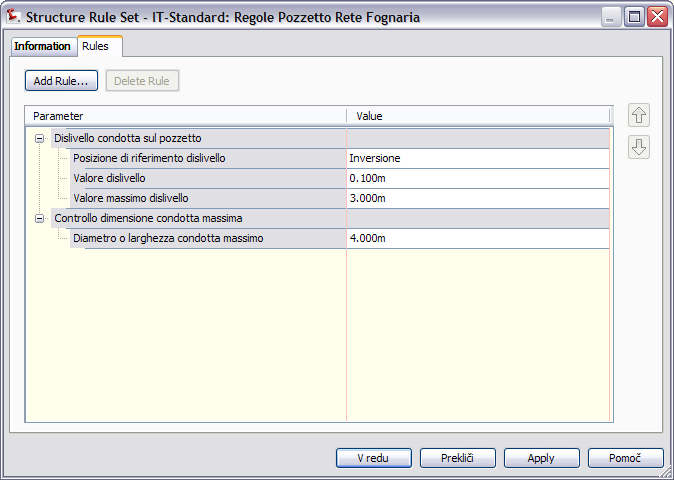 Structure Rule Set - IT-Standard: Regole Pozzetto Rete Fognaria
Information Rules
Add Rule... Delete Rule
Parameter Value
Dislivello condotta sul pozzetto
Posizione di riferimento dislivello Inversione
Valore dislivello 0.100m
Valore massimo dislivello 3.000m
Controllo dimensione condotta massima
Diametro o larghezza condotta massimo 4.000m
V redu Prekliči Apply Pomoč